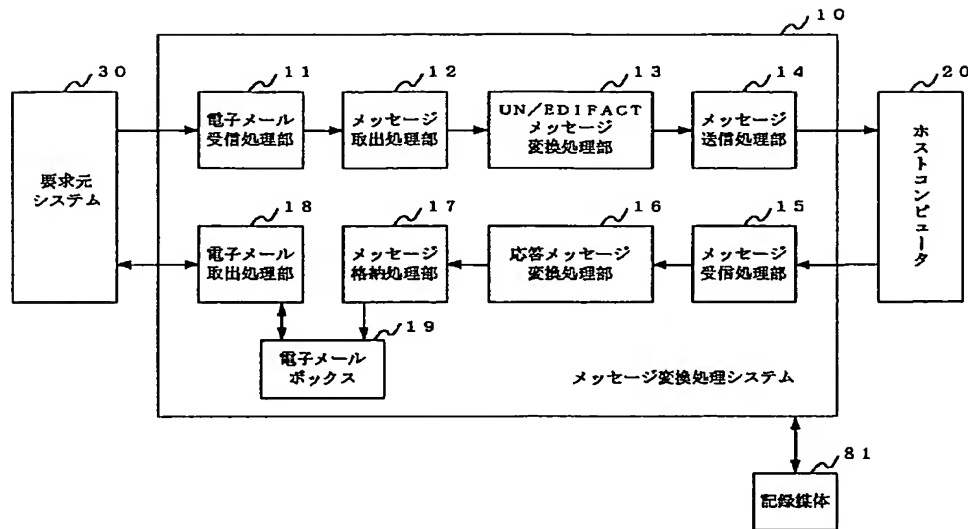 10
30
11
12
13
14
20
要求元
システム
電子メール
受信処理部
メッセージ
取出処理部
UN/EDIFACT
メッセージ
変換処理部
メッセージ
送信処理部
ホストコンピュータ
18
17
16
15
電子メール
取出処理部
メッセージ
格納処理部
応答メッセージ
変換処理部
メッセージ
受信処理部
19
電子メール
ボックス
メッセージ変換処理システム
81
記録媒体